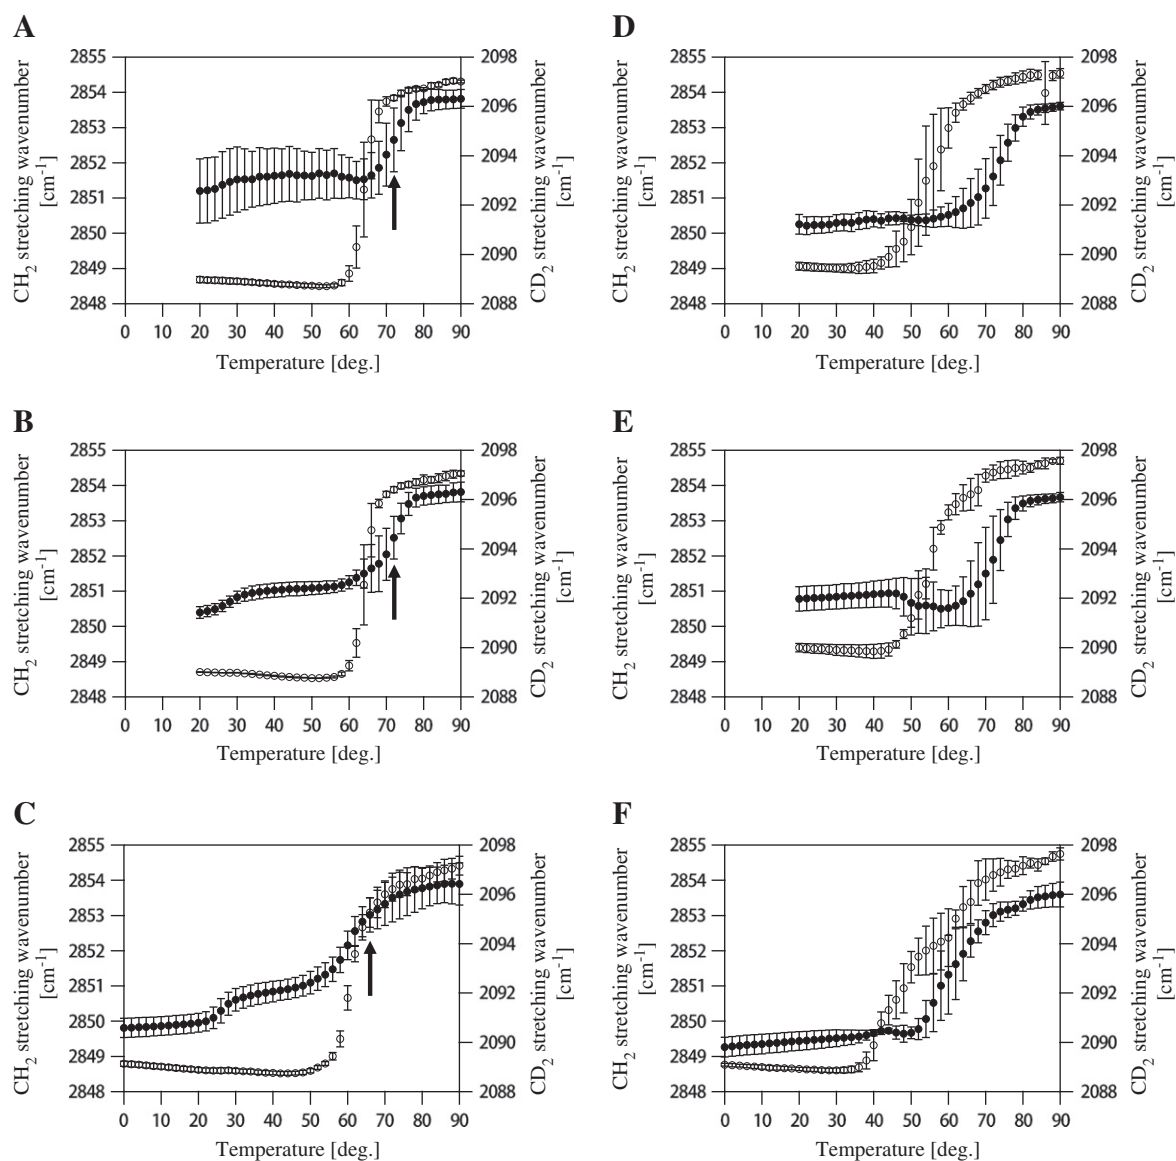 A
CH2 stretching wavenumber
[cm-1]
2855
2854
2853
2852
2851
2850
2849
2848
2098
2096
2094
2092
2090
2088
CD2 stretching wavenumber
[cm-1]
0 10 20 30 40 50 60 70 80 90
Temperature [deg.]
D
CH2 stretching wavenumber
[cm-1]
2855
2854
2853
2852
2851
2850
2849
2848
2098
2096
2094
2092
2090
2088
CD2 stretching wavenumber
[cm-1]
0 10 20 30 40 50 60 70 80 90
Temperature [deg.]
B
CH2 stretching wavenumber
[cm-1]
2855
2854
2853
2852
2851
2850
2849
2848
2098
2096
2094
2092
2090
2088
CD2 stretching wavenumber
[cm-1]
0 10 20 30 40 50 60 70 80 90
Temperature [deg.]
E
CH2 stretching wavenumber
[cm-1]
2855
2854
2853
2852
2851
2850
2849
2848
2098
2096
2094
2092
2090
2088
CD2 stretching wavenumber
[cm-1]
0 10 20 30 40 50 60 70 80 90
Temperature [deg.]
C
CH2 stretching wavenumber
[cm-1]
2855
2854
2853
2852
2851
2850
2849
2848
2098
2096
2094
2092
2090
2088
CD2 stretching wavenumber
[cm-1]
0 10 20 30 40 50 60 70 80 90
Temperature [deg.]
F
CH2 stretching wavenumber
[cm-1]
2855
2854
2853
2852
2851
2850
2849
2848
2098
2096
2094
2092
2090
2088
CD2 stretching wavenumber
[cm-1]
0 10 20 30 40 50 60 70 80 90
Temperature [deg.]